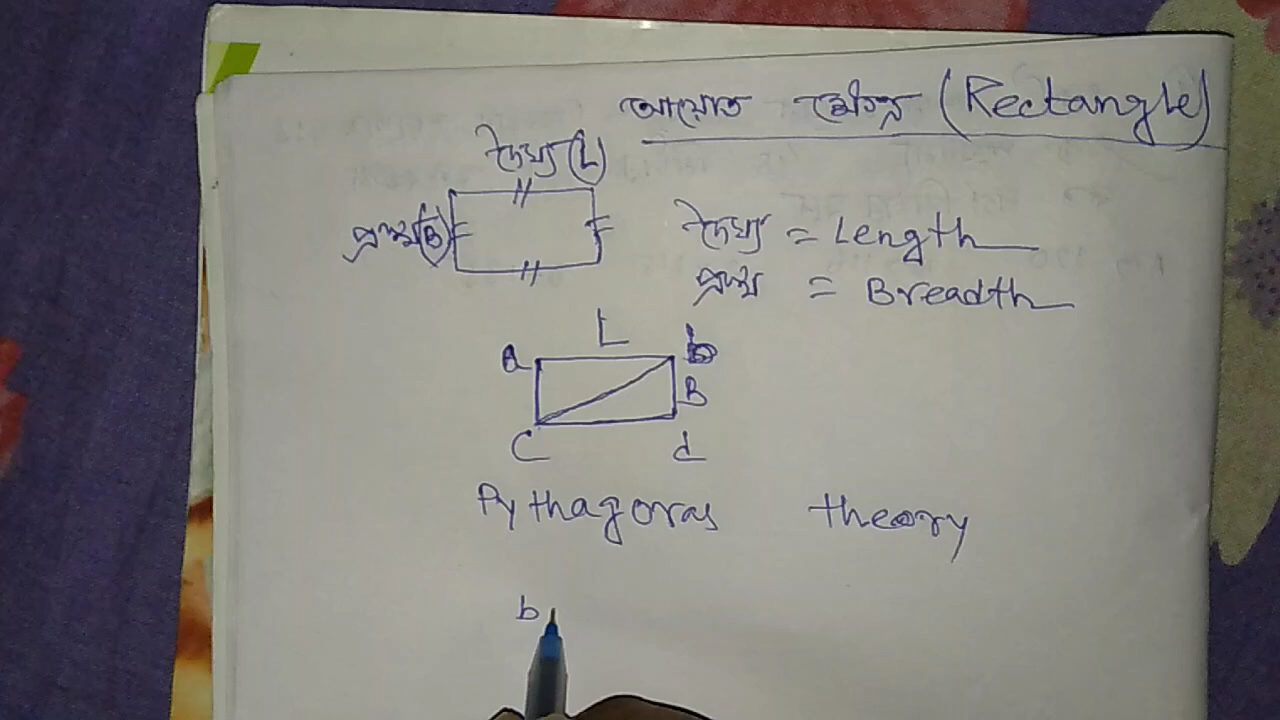 আয়োত ক্ষেত্র (Rectangle)
দৈঘ্য (L)
প্রস্থ (B)
দৈঘ্য = Length
প্রস্থ = Breadth
L
a b
B
C d
Pythagoras theory
b